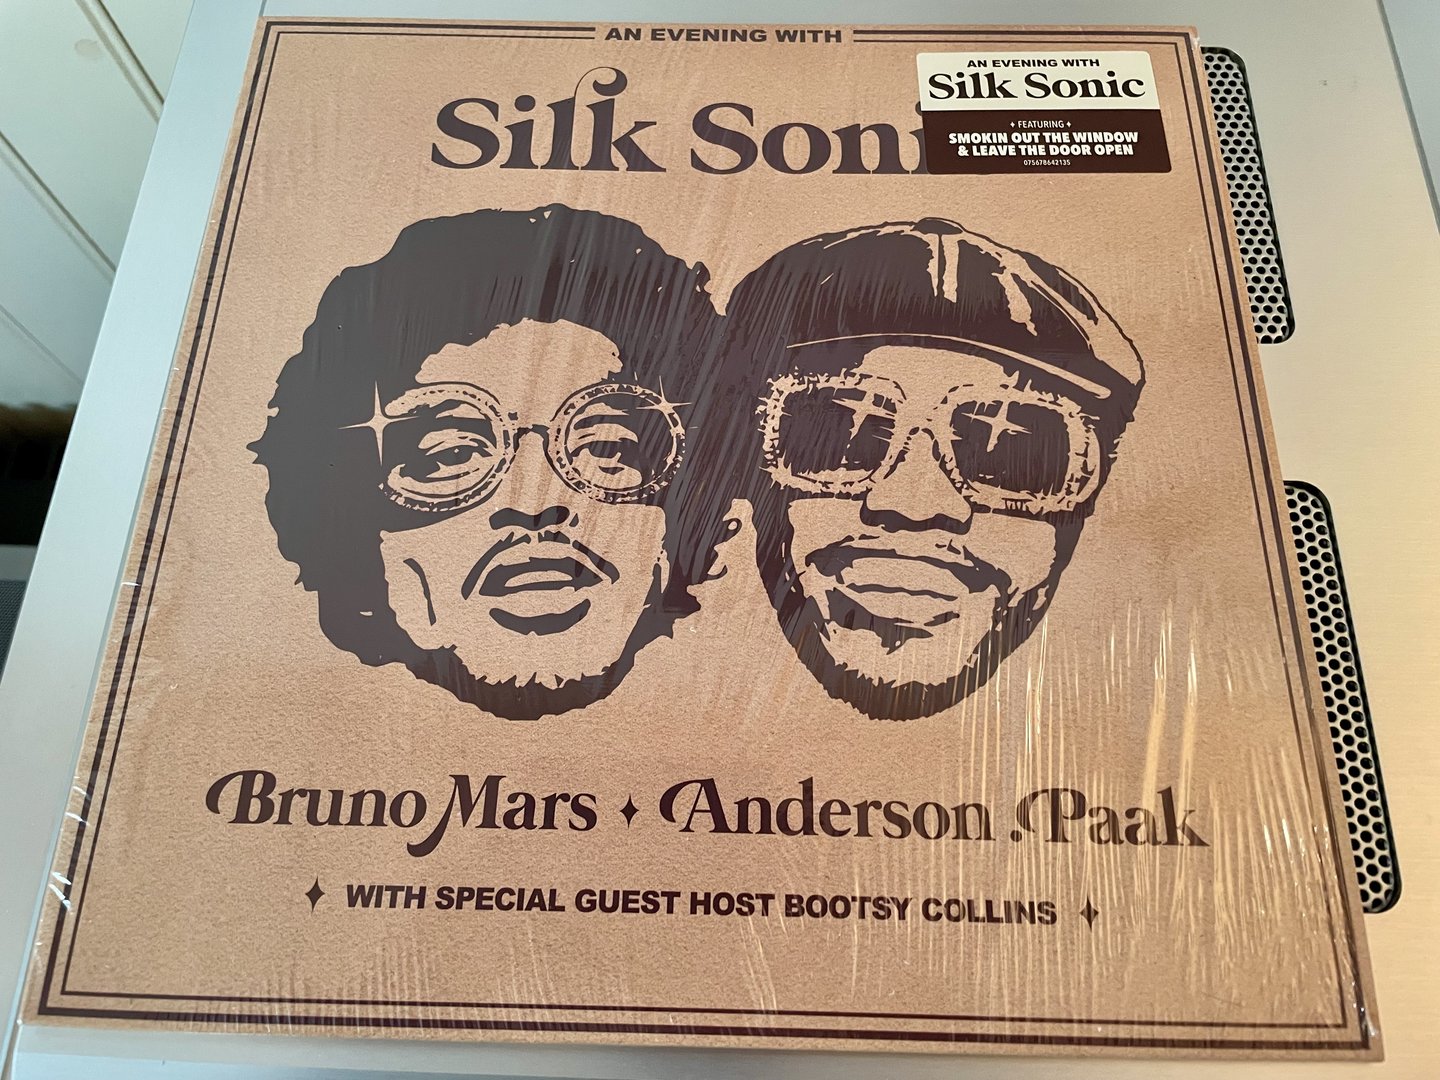 AN EVENING WITH
Silk Soni
AN EVENING WITH
Silk Sonic
FEATURING
SMOKIN OUT THE WINDOW
& LEAVE THE DOOR OPEN
075678642135
Bruno Mars Anderson .Paak
WITH SPECIAL GUEST HOST BOOTSY COLLINS